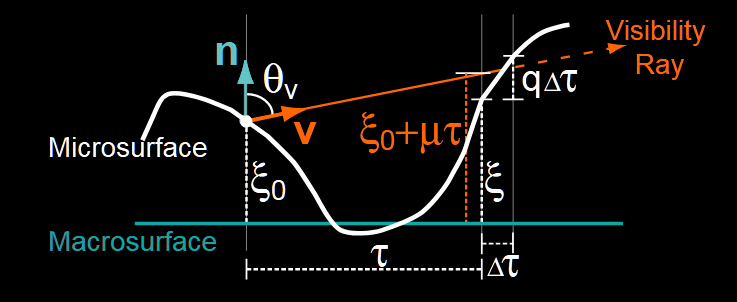 Visibility
Ray
n
θv
v
qΔτ
ξ0+μτ
Microsurface
ξ0
ξ
Macrosurface
τ
Δτ